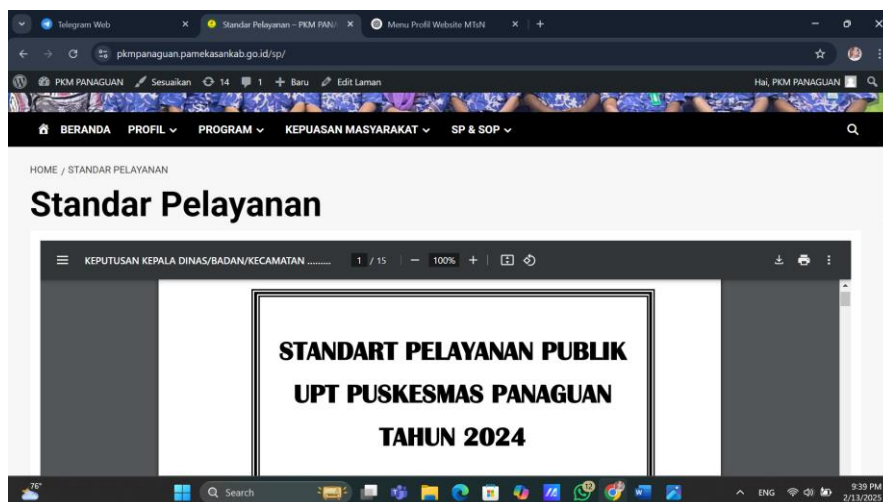 Telegram Web
Standar Pelayanan – PKM PANA
Menu Profil Website MTsN
pkmpanaguan.pamekasankab.go.id/sp/
PKM PANAGUAN Sesuaikan 14 1 + Baru Edit Laman Hai, PKM PANAGUAN
BERANDA PROFIL PROGRAM KEPUASAN MASYARAKAT SP & SOP
HOME / STANDAR PELAYANAN
Standar Pelayanan
KEPUTUSAN KEPALA DINAS/BADAN/KECAMATAN ......... 1 / 15 100%
STANDART PELAYANAN PUBLIK
UPT PUSKESMAS PANAGUAN
TAHUN 2024
76°
Search
12
ENG
9:39 PM
2/13/2025